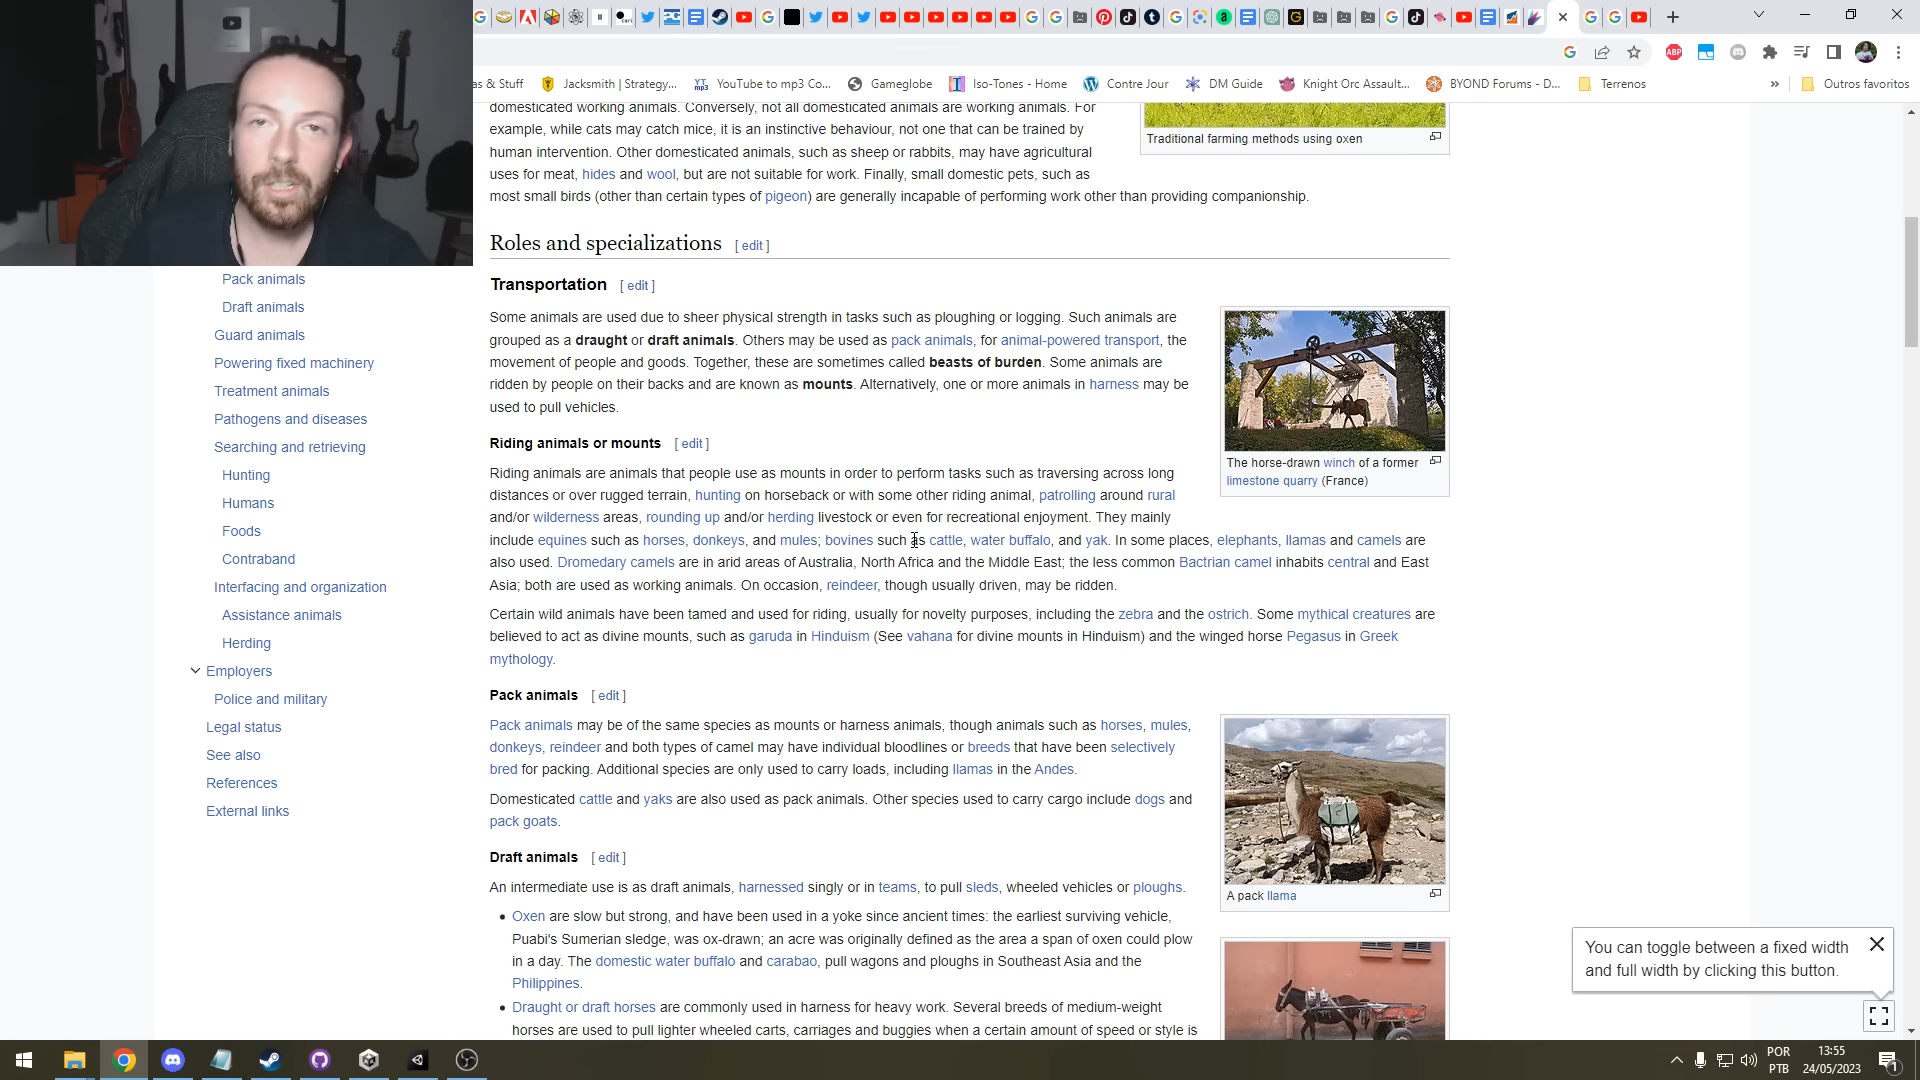 as & Stuff
Jacksmith | Strategy...
YouTube to mp3 Co...
Gameglobe
Iso-Tones - Home
Contre Jour
DM Guide
Knight Orc Assault...
BYOND Forums - D...
Terrenos
»
Outros favoritos
domesticated working animals. Conversely, not all domesticated animals are working animals. For
example, while cats may catch mice, it is an instinctive behaviour, not one that can be trained by
human intervention. Other domesticated animals, such as sheep or rabbits, may have agricultural
uses for meat, hides and wool, but are not suitable for work. Finally, small domestic pets, such as
most small birds (other than certain types of pigeon) are generally incapable of performing work other than providing companionship.
Traditional farming methods using oxen
Roles and specializations [ edit ]
Transportation [ edit ]
Some animals are used due to sheer physical strength in tasks such as ploughing or logging. Such animals are
grouped as a draught or draft animals. Others may be used as pack animals, for animal-powered transport, the
movement of people and goods. Together, these are sometimes called beasts of burden. Some animals are
ridden by people on their backs and are known as mounts. Alternatively, one or more animals in harness may be
used to pull vehicles.
The horse-drawn winch of a former
limestone quarry (France)
Riding animals or mounts [ edit ]
Riding animals are animals that people use as mounts in order to perform tasks such as traversing across long
distances or over rugged terrain, hunting on horseback or with some other riding animal, patrolling around rural
and/or wilderness areas, rounding up and/or herding livestock or even for recreational enjoyment. They mainly
include equines such as horses, donkeys, and mules; bovines such as cattle, water buffalo, and yak. In some places, elephants, llamas and camels are
also used. Dromedary camels are in arid areas of Australia, North Africa and the Middle East; the less common Bactrian camel inhabits central and East
Asia; both are used as working animals. On occasion, reindeer, though usually driven, may be ridden.
Certain wild animals have been tamed and used for riding, usually for novelty purposes, including the zebra and the ostrich. Some mythical creatures are
believed to act as divine mounts, such as garuda in Hinduism (See vahana for divine mounts in Hinduism) and the winged horse Pegasus in Greek
mythology.
Pack animals [ edit ]
Pack animals may be of the same species as mounts or harness animals, though animals such as horses, mules,
donkeys, reindeer and both types of camel may have individual bloodlines or breeds that have been selectively
bred for packing. Additional species are only used to carry loads, including llamas in the Andes.
Domesticated cattle and yaks are also used as pack animals. Other species used to carry cargo include dogs and
pack goats.
A pack llama
Draft animals [ edit ]
An intermediate use is as draft animals, harnessed singly or in teams, to pull sleds, wheeled vehicles or ploughs.
• Oxen are slow but strong, and have been used in a yoke since ancient times: the earliest surviving vehicle,
Puabi's Sumerian sledge, was ox-drawn; an acre was originally defined as the area a span of oxen could plow
in a day. The domestic water buffalo and carabao, pull wagons and ploughs in Southeast Asia and the
Philippines.
• Draught or draft horses are commonly used in harness for heavy work. Several breeds of medium-weight
horses are used to pull lighter wheeled carts, carriages and buggies when a certain amount of speed or style is
Pack animals
Draft animals
Guard animals
Powering fixed machinery
Treatment animals
Pathogens and diseases
Searching and retrieving
Hunting
Humans
Foods
Contraband
Interfacing and organization
Assistance animals
Herding
Employers
Police and military
Legal status
See also
References
External links
You can toggle between a fixed width
and full width by clicking this button.
POR
PTB
13:55
24/05/2023